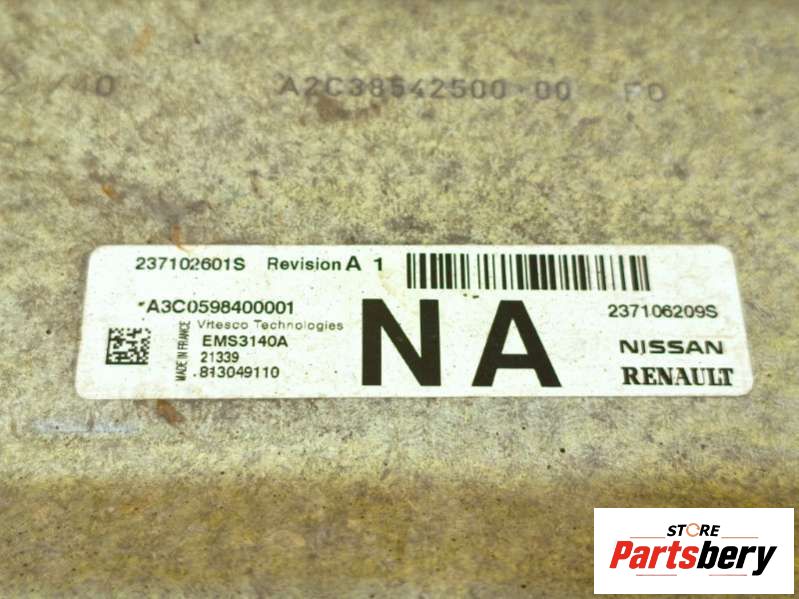 A2C38542500 00 F0
237102601S Revision A 1
*A3C0598400001
Vitesco Technologies
EMS3140A
21339
.813049110
MADE IN FRANCE
NA
237106209S
NISSAN
RENAULT
STORE
Partsbery